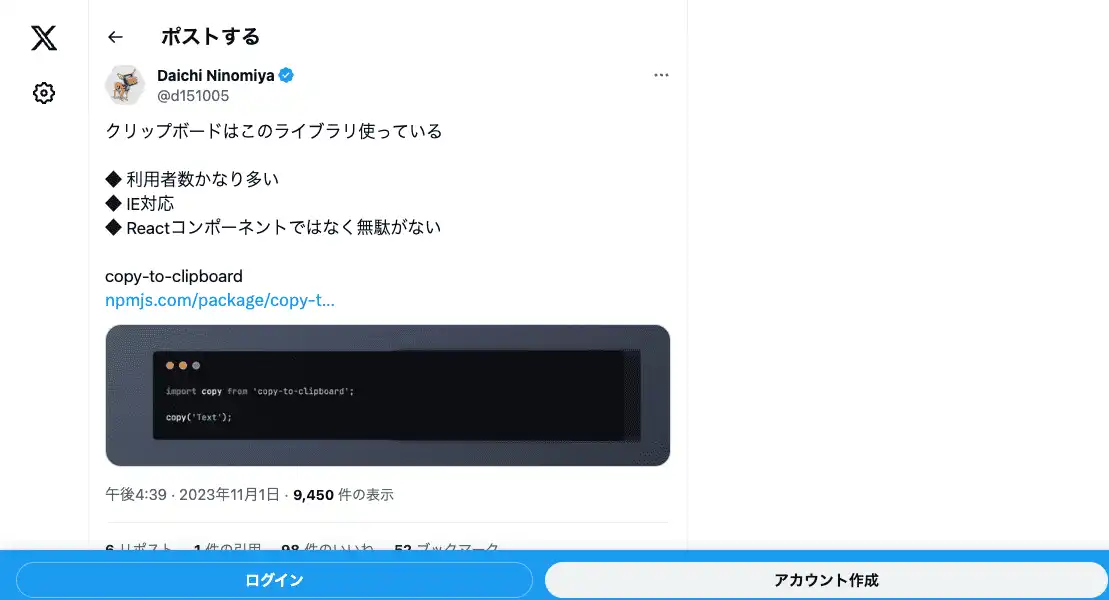 ポストする
Daichi Ninomiya
@d151005
クリップボードはこのライブラリ使っている
◆ 利用者数かなり多い
◆ IE対応
◆ Reactコンポーネントではなく無駄がない
copy-to-clipboard
npmjs.com/package/copy-t...
import copy from 'copy-to-clipboard';
copy('Text');
午後4:39 · 2023年11月1日 · 9,450 件の表示
6 リポスト 1 件の引用 98 件のいいね 52 ブックマーク
ログイン
アカウント作成